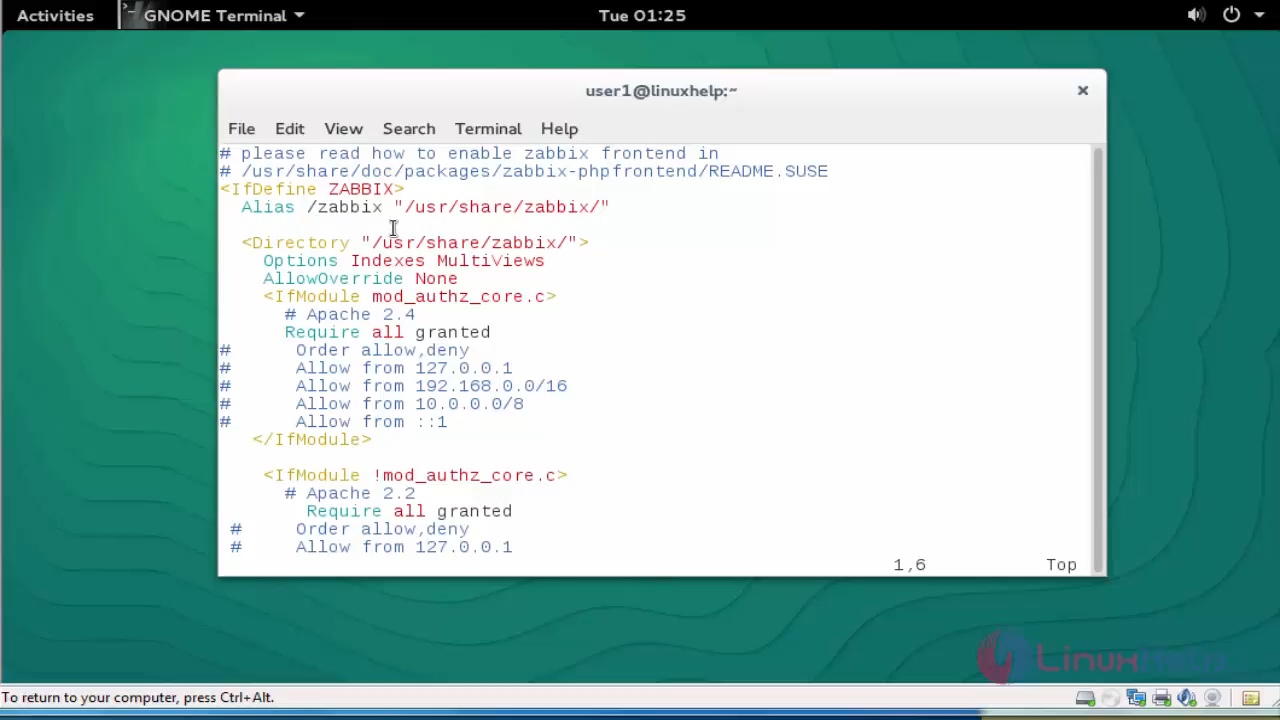 Activities GNOME Terminal Tue 01:25
user1@linuxhelp:~
File Edit View Search Terminal Help
# please read how to enable zabbix frontend in
# /usr/share/doc/packages/zabbix-phpfrontend/README.SUSE
<IfDefine ZABBIX>
  Alias /zabbix "/usr/share/zabbix/"
  <Directory "/usr/share/zabbix/">
    Options Indexes MultiViews
    AllowOverride None
    <IfModule mod_authz_core.c>
      # Apache 2.4
      Require all granted
#      Order allow,deny
#      Allow from 127.0.0.1
#      Allow from 192.168.0.0/16
#      Allow from 10.0.0.0/8
#      Allow from ::1
   </IfModule>
    <IfModule !mod_authz_core.c>
      # Apache 2.2
        Require all granted
 #     Order allow,deny
 #     Allow from 127.0.0.1
1,6 Top
LinuxHelp
To return to your computer, press Ctrl+Alt.